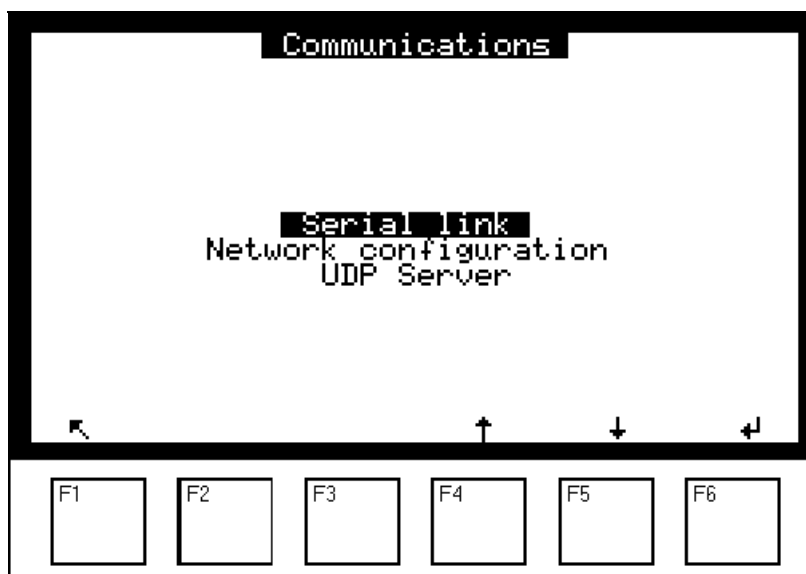 Communications
Serial link
Network configuration
UDP Server
F1 F2 F3 F4 F5 F6